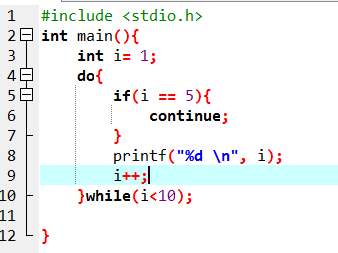 1 #include <stdio.h>
2 int main(){
3     int i= 1;
4     do{
5         if(i == 5){
6             continue;
7         }
8         printf("%d \n", i);
9         i++;
10     }while(i<10);
11
12 }